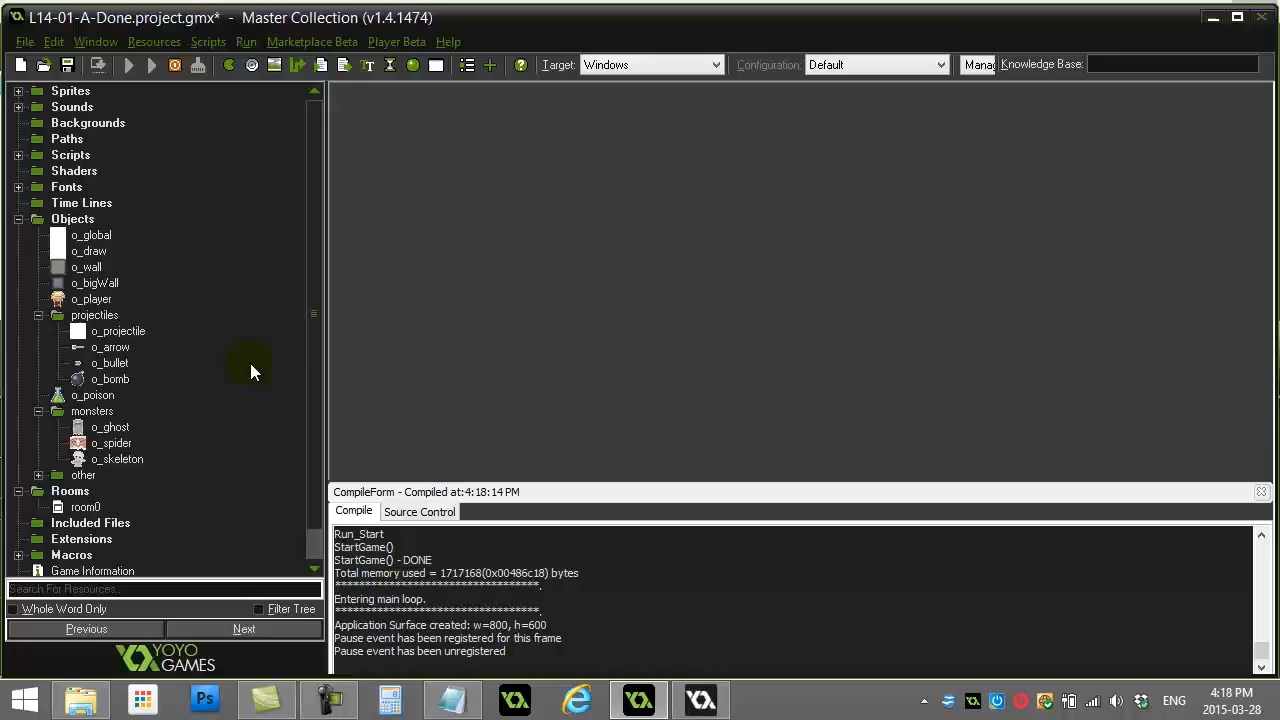 L14-01-A-Done.project.gmx* - Master Collection (v1.4.1474)
File Edit Window Resources Scripts Run Marketplace Beta Player Beta Help
Target: Windows Configuration: Default Manag Knowledge Base:
Sprites
Sounds
Backgrounds
Paths
Scripts
Shaders
Fonts
Time Lines
Objects
o_global
o_draw
o_wall
o_bigWall
o_player
projectiles
o_projectile
o_arrow
o_bullet
o_bomb
o_poison
monsters
o_ghost
o_spider
o_skeleton
other
Rooms
room0
Included Files
Extensions
Macros
Game Information
Search For Resources..
Whole Word Only Filter Tree
Previous Next
YOYO
GAMES
CompileForm - Compiled at:4:18:14 PM
Compile Source Control
Run_Start
StartGame()
StartGame() - DONE
Total memory used = 1717168(0x00486c18) bytes
**********************************.
Entering main loop.
**********************************.
Application Surface created: w=800, h=600
Pause event has been registered for this frame
Pause event has been unregistered
Ps
ENG
4:18 PM
2015-03-28